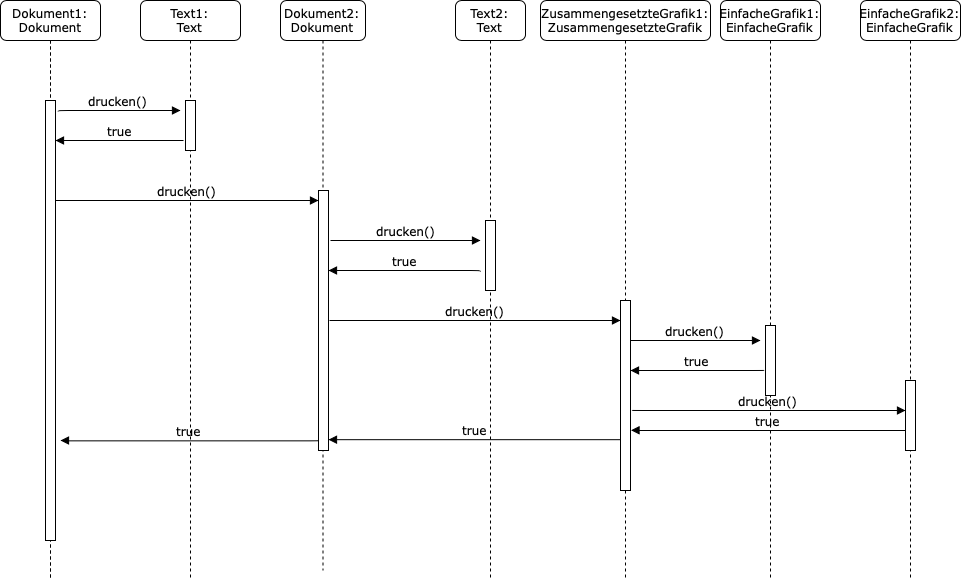 Dokument1:
Dokument
Text1:
Text
Dokument2:
Dokument
Text2:
Text
ZusammengesetzteGrafik1:
ZusammengesetzteGrafik
EinfacheGrafik1:
EinfacheGrafik
EinfacheGrafik2:
EinfacheGrafik
drucken()
true
drucken()
drucken()
true
drucken()
drucken()
true
drucken()
true
true
true